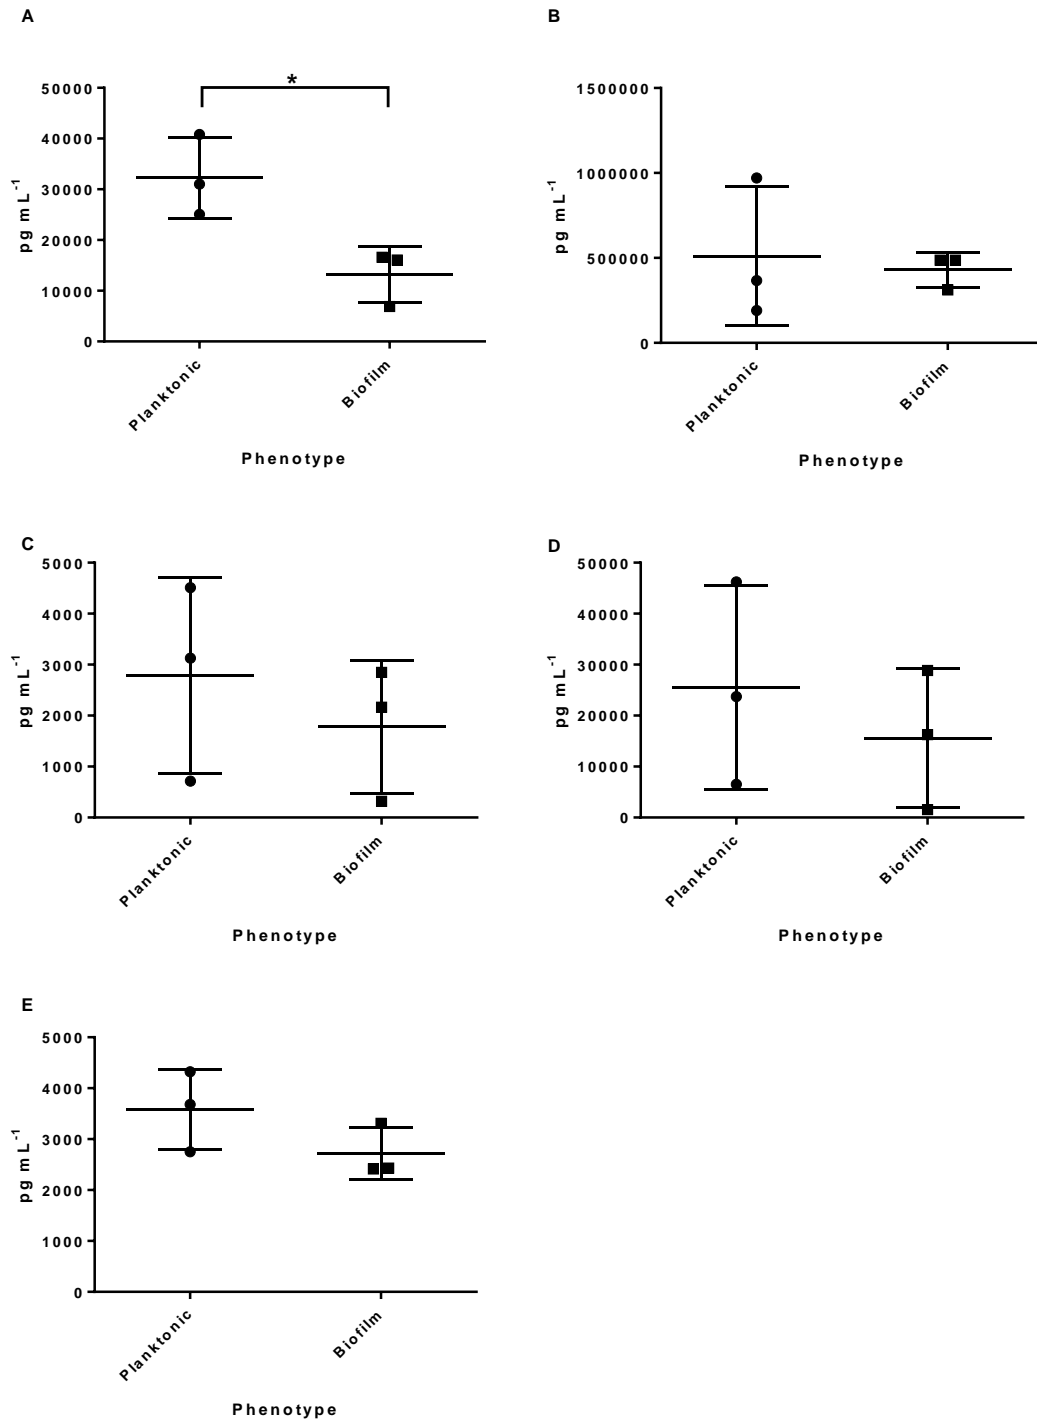 A
50000
40000
30000
20000
10000
0
pg mL⁻¹
*
Planktonic
Biofilm
Phenotype
B
1500000
1000000
500000
0
pg mL⁻¹
Planktonic
Biofilm
Phenotype
C
5000
4000
3000
2000
1000
0
pg mL⁻¹
Planktonic
Biofilm
Phenotype
D
50000
40000
30000
20000
10000
0
pg mL⁻¹
Planktonic
Biofilm
Phenotype
E
5000
4000
3000
2000
1000
0
pg mL⁻¹
Planktonic
Biofilm
Phenotype